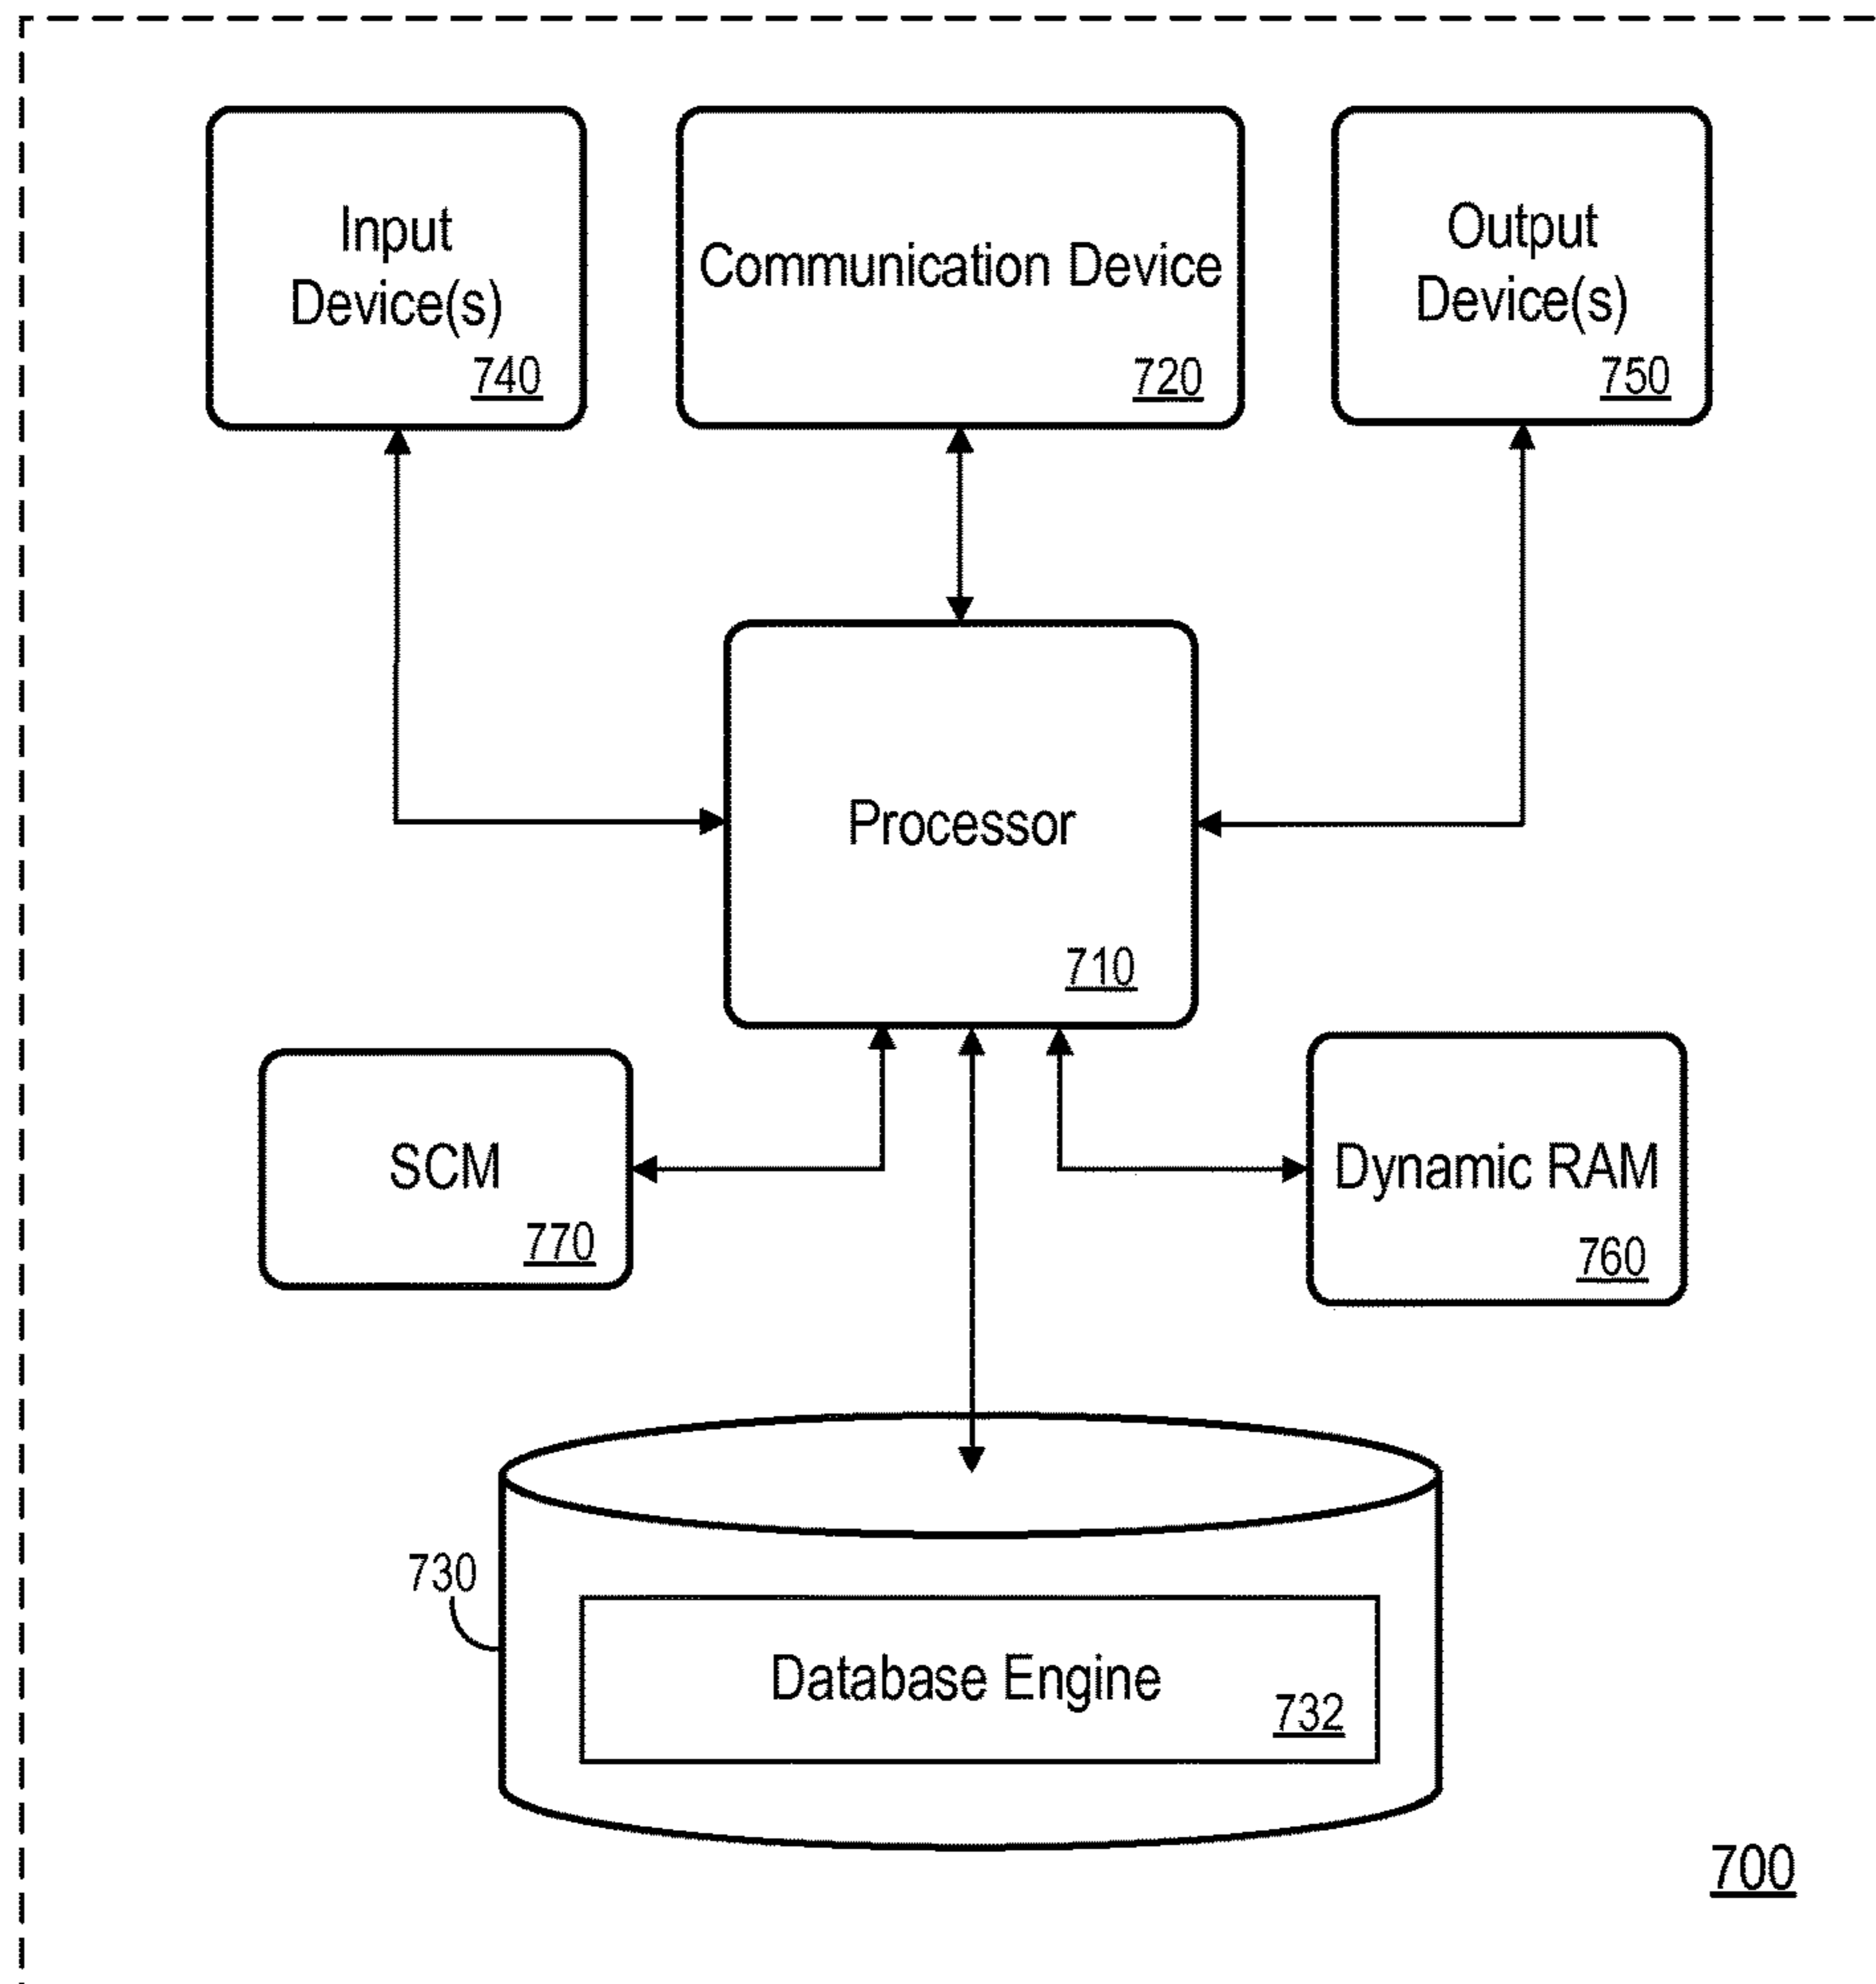 Input
Device(s)
740
Communication Device
720
Output
Device(s)
750
Processor
710
SCM
770
Dynamic RAM
760
730
Database Engine
732
700